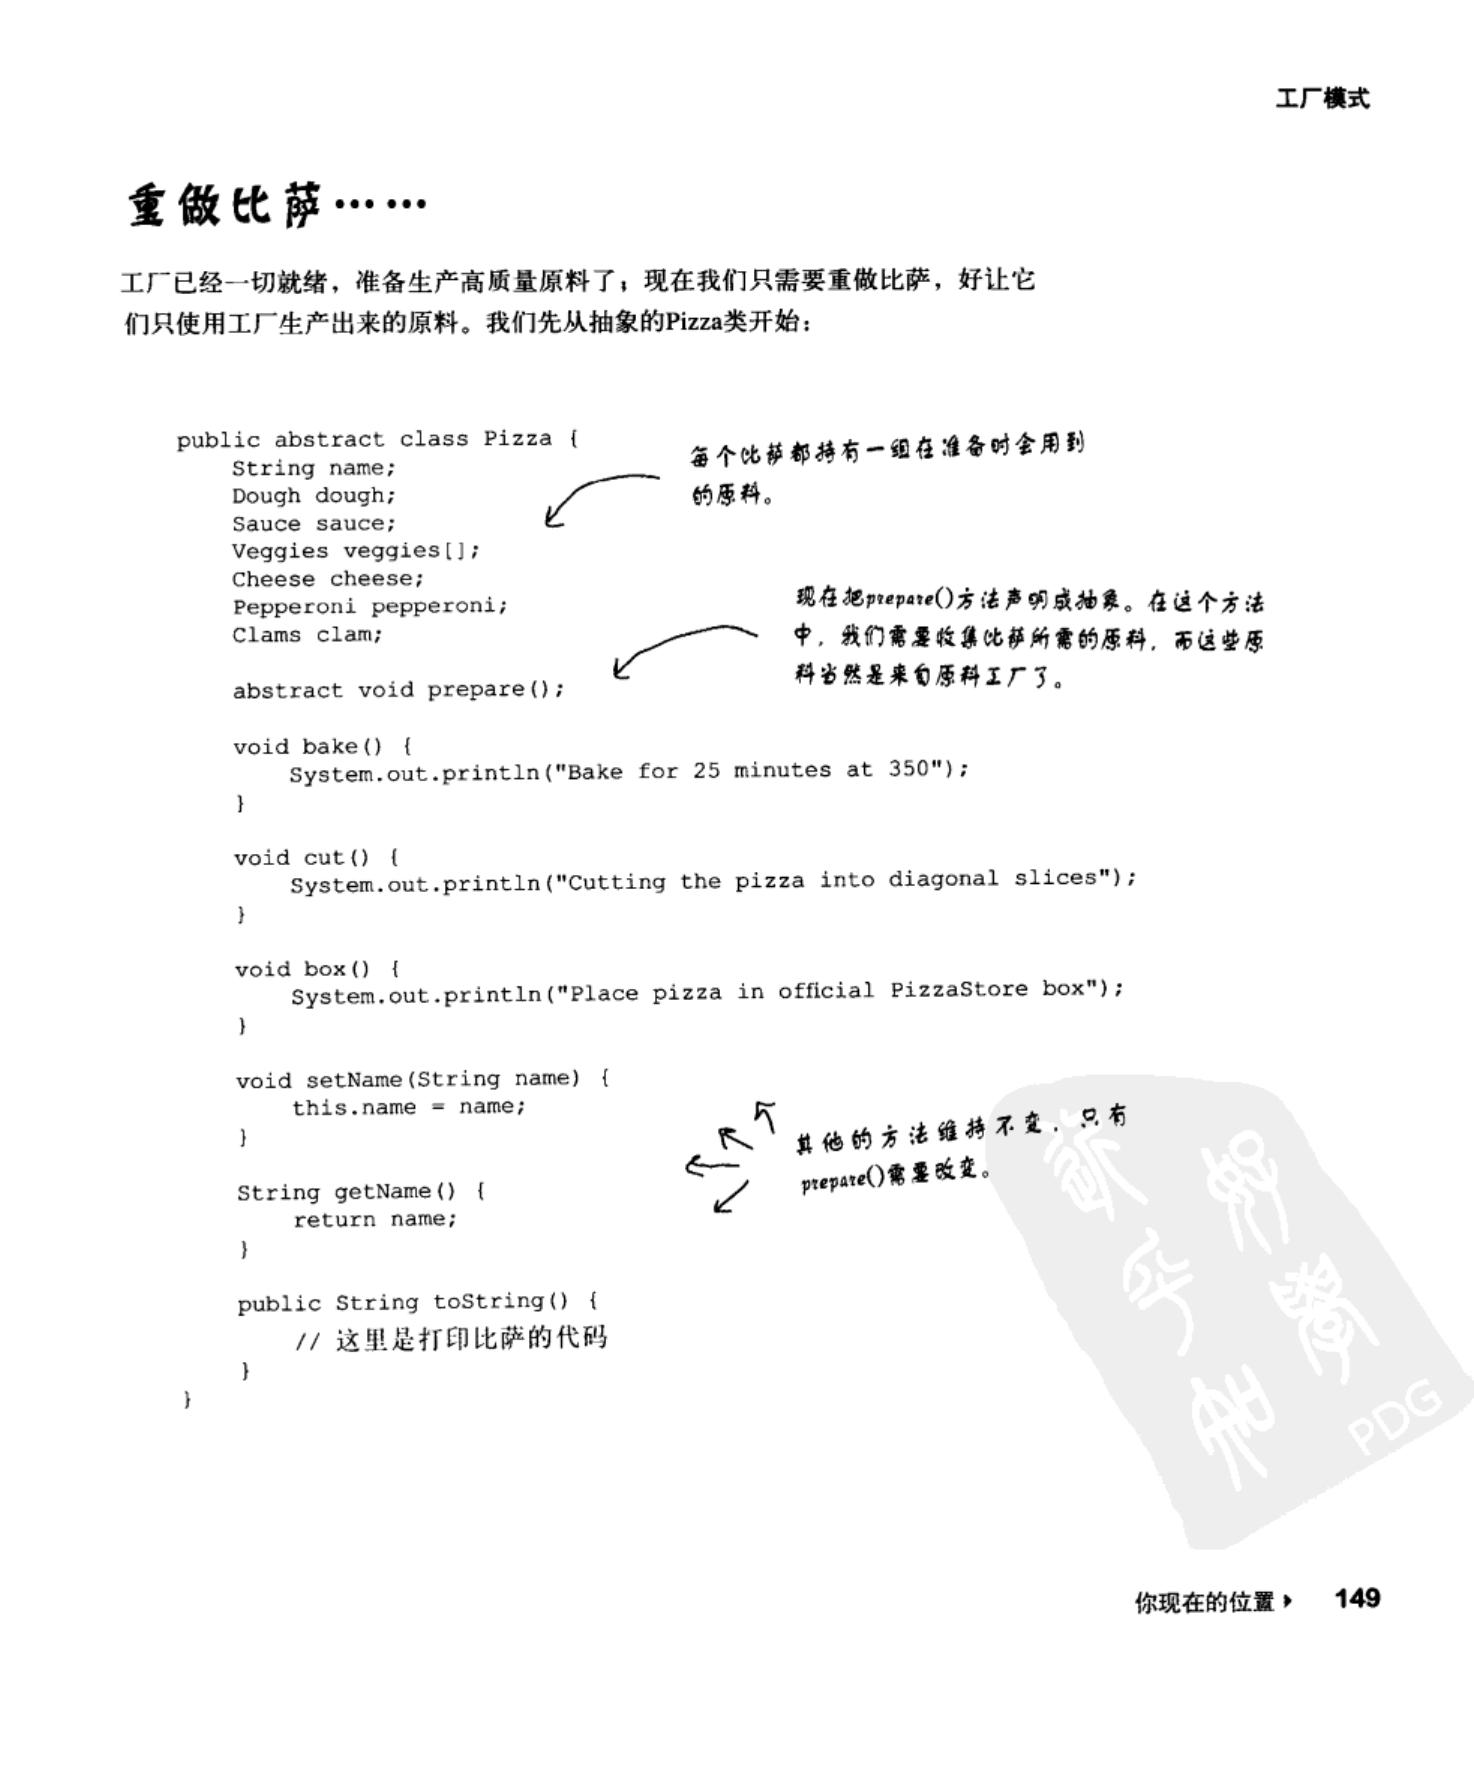 工厂模式
重做比萨……
工厂已经一切就绪，准备生产高质量原料了；现在我们只需要重做比萨，好让它
们只使用工厂生产出来的原料。我们先从抽象的Pizza类开始：
public abstract class Pizza {
    String name;
    Dough dough;
    Sauce sauce;
    Veggies veggies[];
    Cheese cheese;
    Pepperoni pepperoni;
    Clams clam;
每个比萨都持有一组在准备时会用到
的原料。
    abstract void prepare();
现在把prepare()方法声明成抽象。在这个方法
中，我们需要收集比萨所需的原料，而这些原
料当然是来自原料工厂了。
    void bake() {
        System.out.println("Bake for 25 minutes at 350");
    }
    void cut() {
        System.out.println("Cutting the pizza into diagonal slices");
    }
    void box() {
        System.out.println("Place pizza in official PizzaStore box");
    }
    void setName(String name) {
        this.name = name;
    }
    String getName() {
        return name;
    }
其他的方法维持不变，只有
prepare()需要改变。
    public String toString() {
        // 这里是打印比萨的代码
    }
}
PDG
你现在的位置 ▸ 149